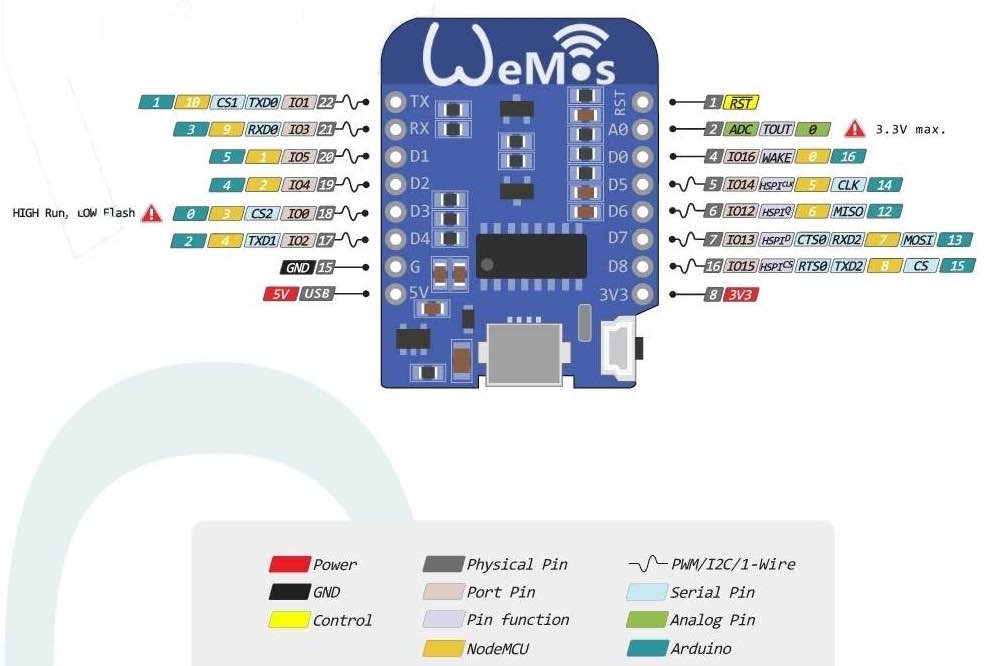 WeMos
1 10 CS1 TXD0 IO1 22 TX
3 9 RXD0 IO3 21 RX
5 1 IO5 20 D1
4 2 IO4 19 D2
HIGH Run, LOW Flash 0 3 CS2 IO0 18 D3
2 4 TXD1 IO2 17 D4
GND 15 G
5V USB 5V
RST 1 RST
A0 2 ADC TOUT 0 3.3V max.
D0 4 IO16 WAKE 0 16
D5 5 IO14 HSPICLK 5 CLK 14
D6 6 IO12 HSPIQ 6 MISO 12
D7 7 IO13 HSPID CTS0 RXD2 7 MOSI 13
D8 16 IO15 HSPICS RTS0 TXD2 8 CS 15
3V3 8 3V3
Power
GND
Control
Physical Pin
Port Pin
Pin function
NodeMCU
PWM/I2C/1-Wire
Serial Pin
Analog Pin
Arduino